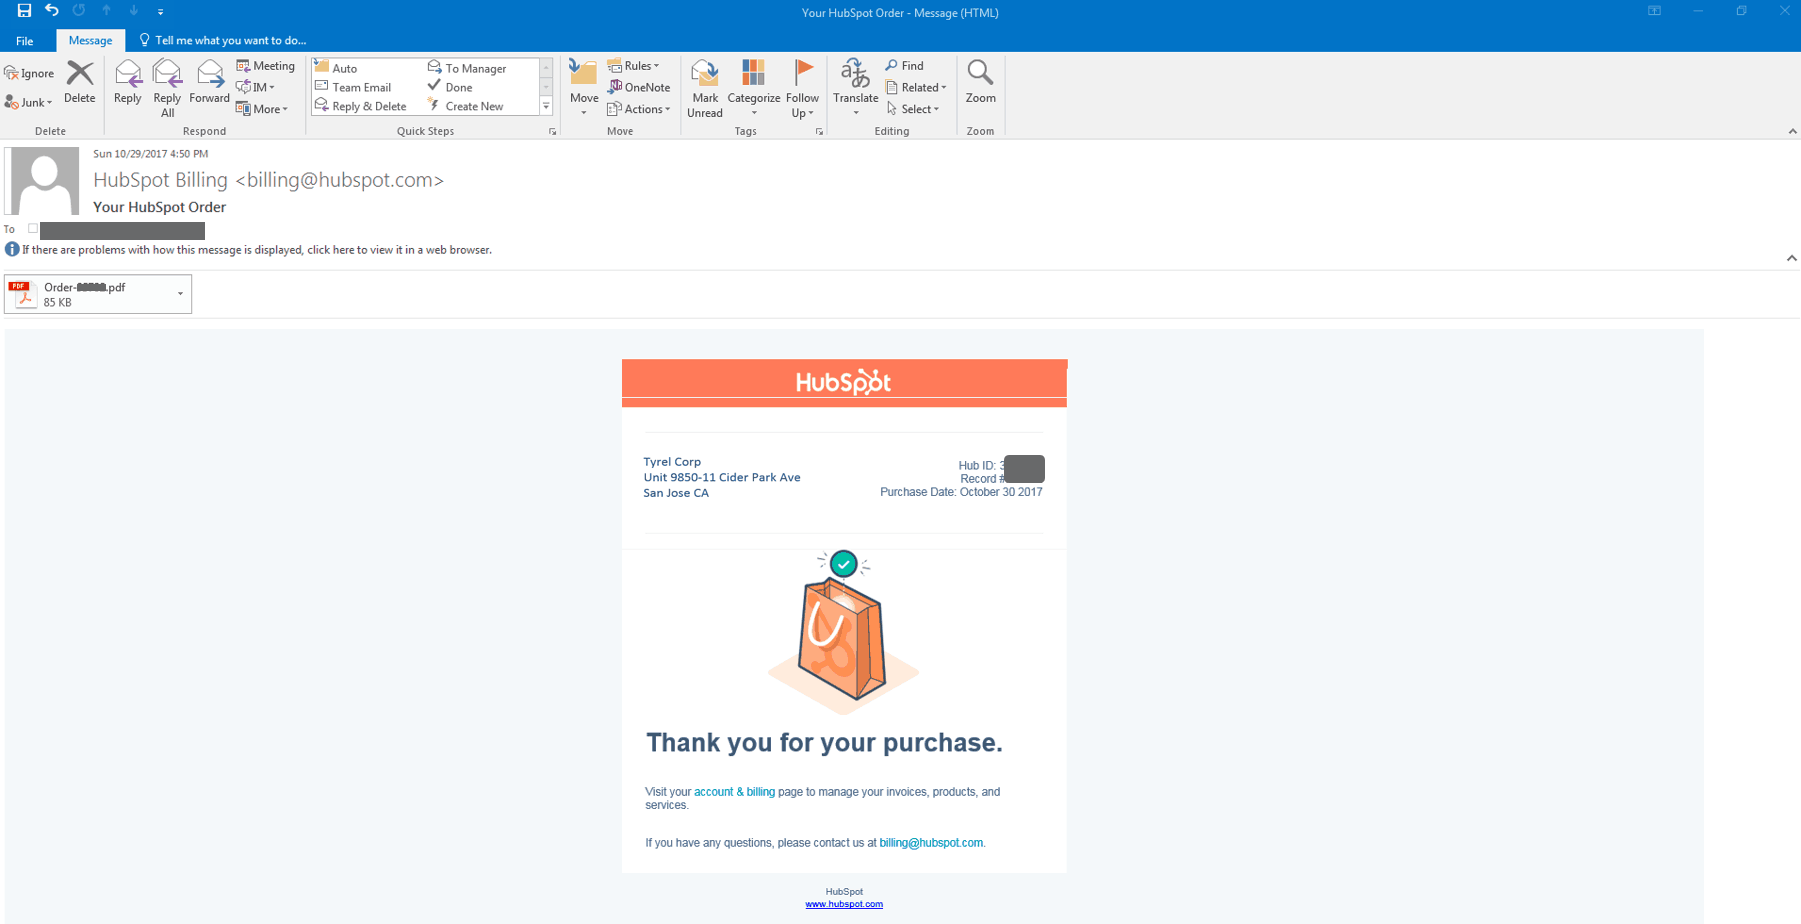 Your HubSpot Order - Message (HTML)
File
Message
Tell me what you want to do...
Ignore
Junk
Delete
Delete
Reply
Reply All
Forward
Meeting
IM
More
Respond
Auto
Team Email
Reply & Delete
To Manager
Done
Create New
Quick Steps
Move
Rules
OneNote
Actions
Move
Mark Unread
Categorize
Follow Up
Tags
Translate
Find
Related
Select
Editing
Zoom
Zoom
Sun 10/29/2017 4:50 PM
HubSpot Billing <billing@hubspot.com>
Your HubSpot Order
To
If there are problems with how this message is displayed, click here to view it in a web browser.
PDF
Order-.pdf
85 KB
HubSpot
Tyrel Corp
Unit 9850-11 Cider Park Ave
San Jose CA
Hub ID: 3
Record #
Purchase Date: October 30 2017
Thank you for your purchase.
Visit your account & billing page to manage your invoices, products, and
services.
If you have any questions, please contact us at billing@hubspot.com.
HubSpot
www.hubspot.com